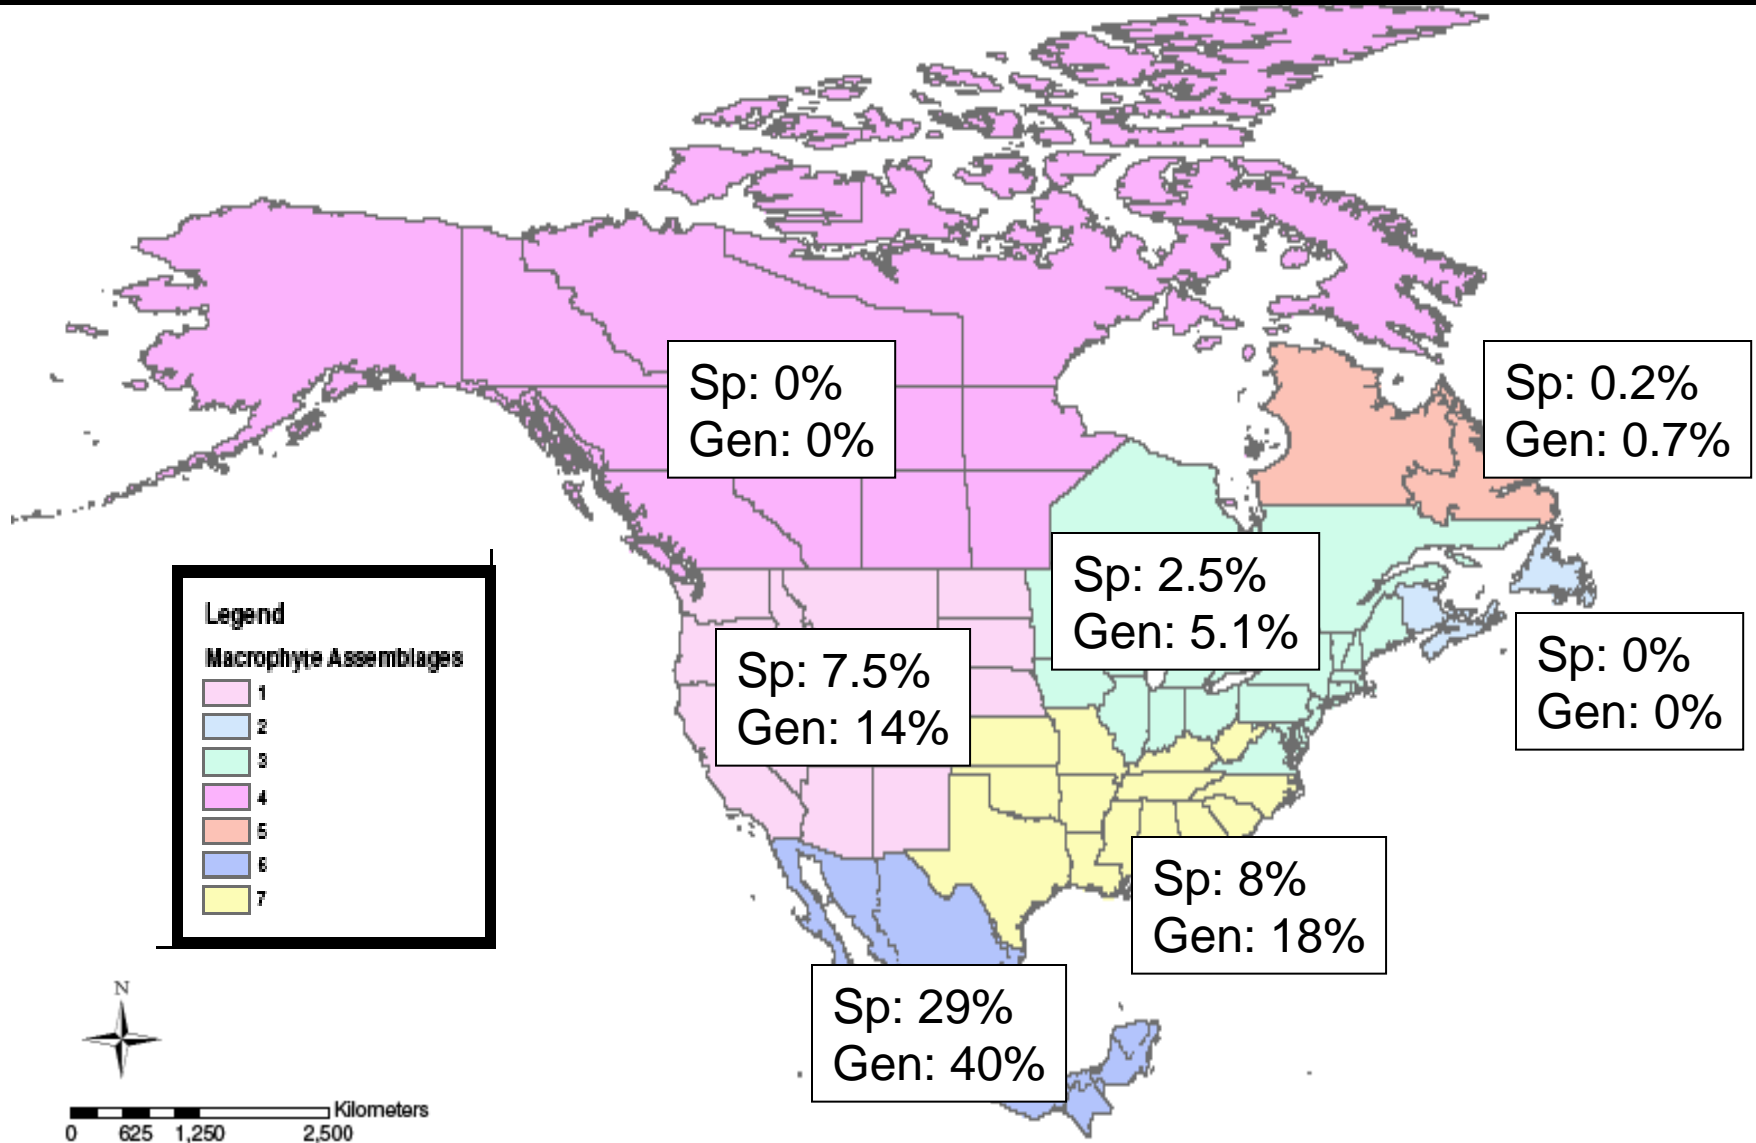 Sp: 0%
Gen: 0%
Sp: 0.2%
Gen: 0.7%
Sp: 2.5%
Gen: 5.1%
Sp: 7.5%
Gen: 14%
Sp: 0%
Gen: 0%
Sp: 8%
Gen: 18%
Sp: 29%
Gen: 40%
Legend
Macrophyte Assemblages
1
2
3
4
5
6
7
N
Kilometers
0 625 1,250 2,500